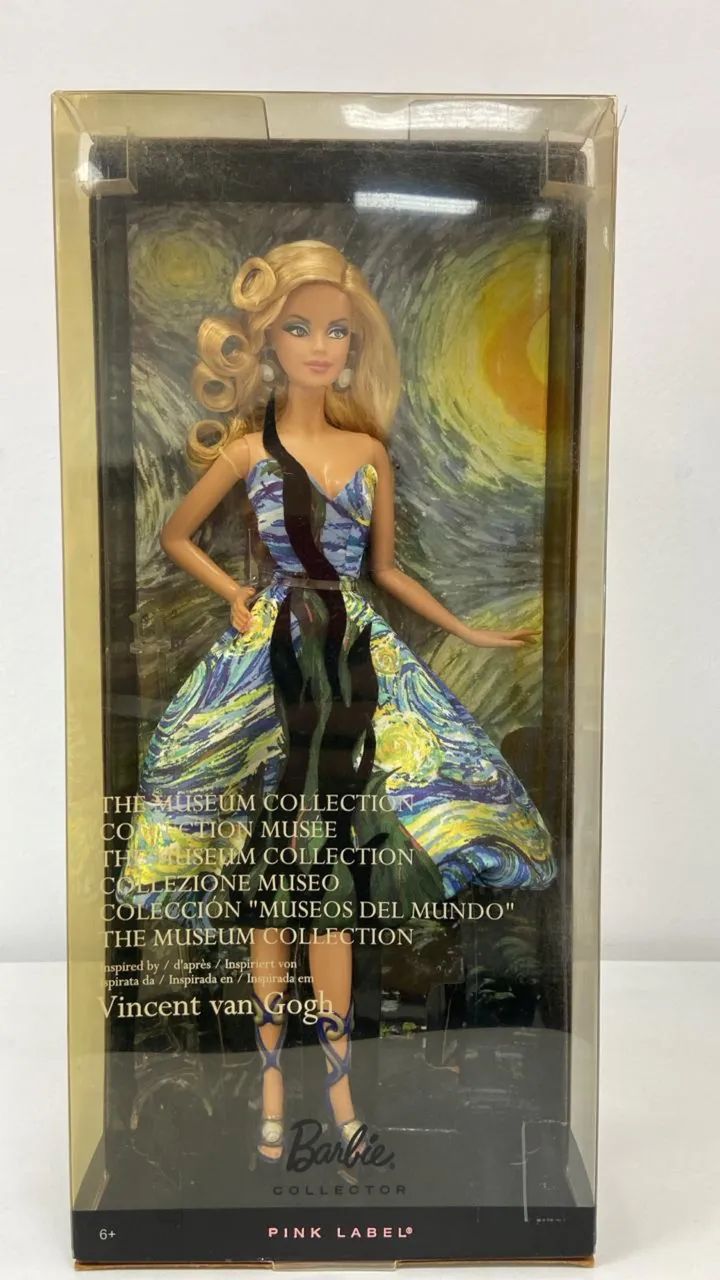 THE MUSEUM COLLECTION
COLLECTION MUSÉE
THE MUSEUM COLLECTION
COLLEZIONE MUSEO
COLECCIÓN "MUSEOS DEL MUNDO"
THE MUSEUM COLLECTION
Inspired by / d'après / Inspiriert von
Ispirata da / Inspirada en / Inspirada em
Vincent van Gogh
Barbie®
COLLECTOR
6+
PINK LABEL®